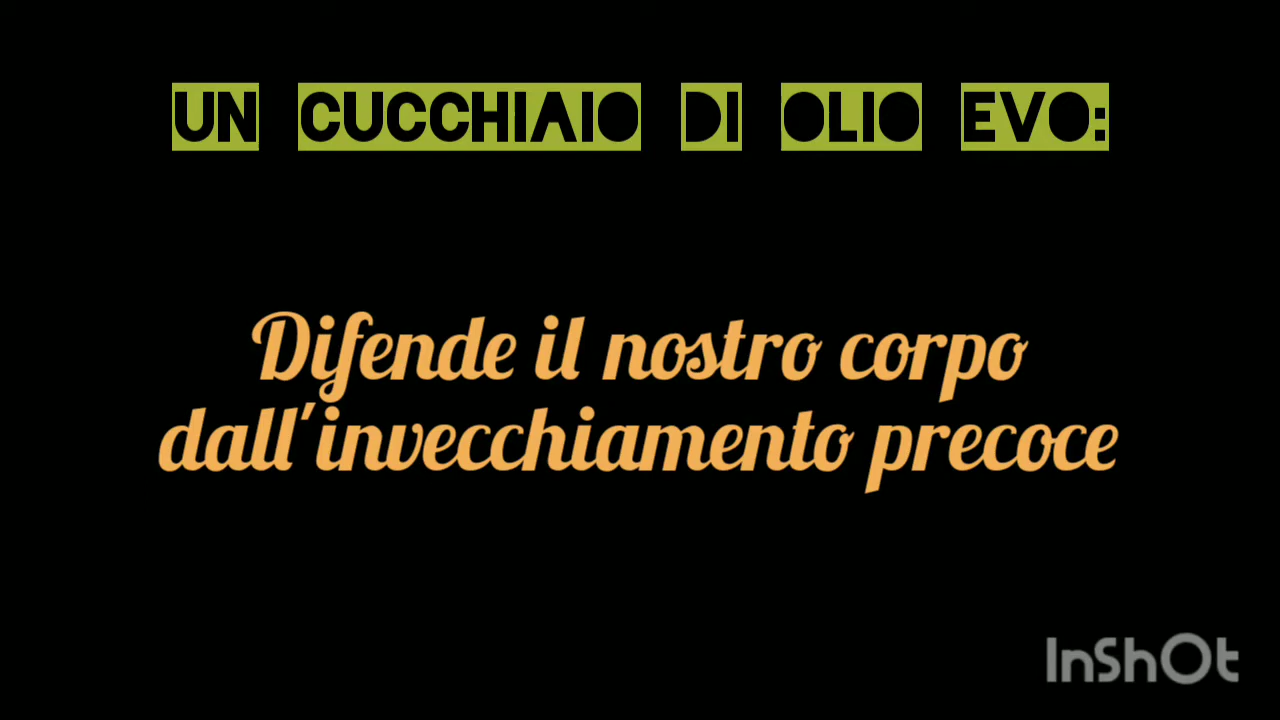 UN CUCCHIAIO DI OLIO EVO:
Difende il nostro corpo
dall'invecchiamento precoce
InShOt